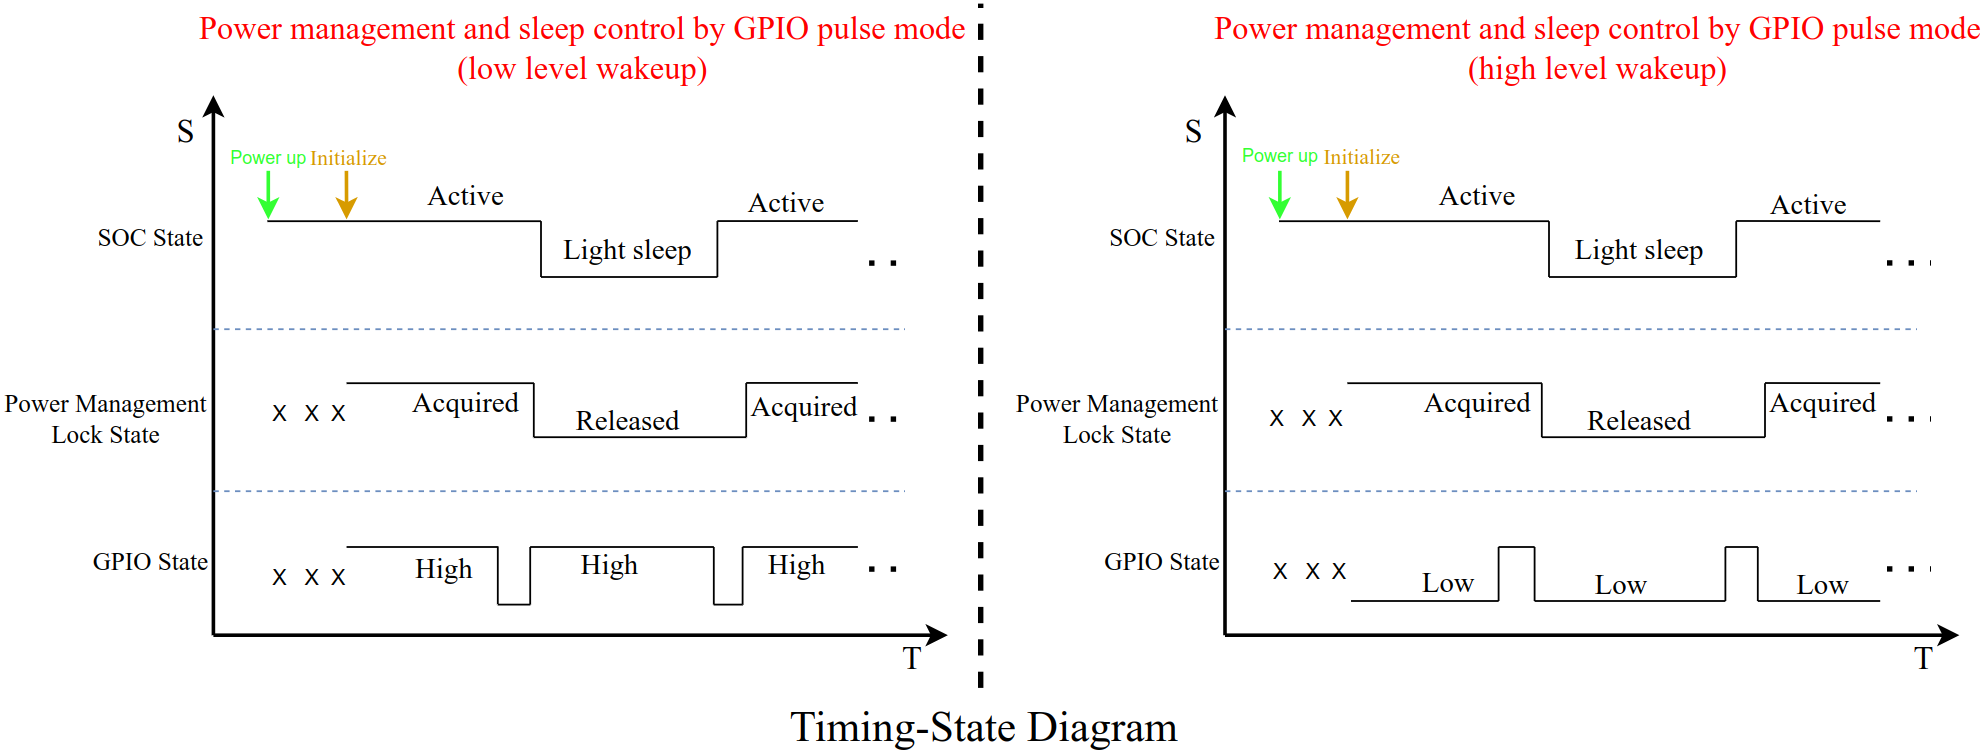 Power management and sleep control by GPIO pulse mode
(low level wakeup)
S
Power up Initialize
Active
Active
SOC State
Light sleep
. .
Power Management
Lock State
X X X
Acquired
Released
Acquired
. .
GPIO State
X X X
High
High
High
. .
T
Power management and sleep control by GPIO pulse mode
(high level wakeup)
S
Power up Initialize
Active
Active
SOC State
Light sleep
. . .
Power Management
Lock State
X X X
Acquired
Released
Acquired
. . .
GPIO State
X X X
Low
Low
Low
. . .
T
Timing-State Diagram